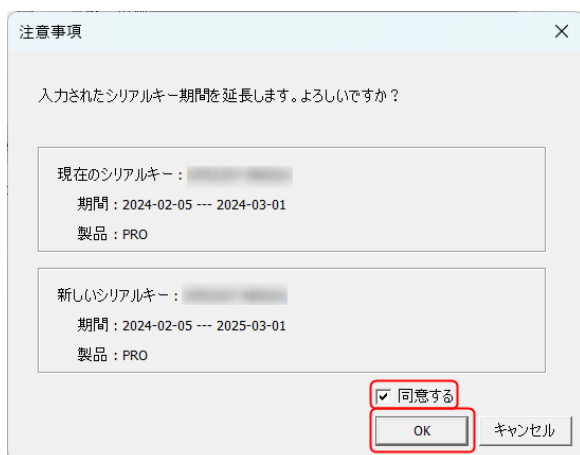 注意事項
入力されたシリアルキー期間を延長します。よろしいですか？
現在のシリアルキー：
期間：2024-02-05 --- 2024-03-01
製品：PRO
新しいシリアルキー：
期間：2024-02-05 --- 2025-03-01
製品：PRO
同意する
OK
キャンセル